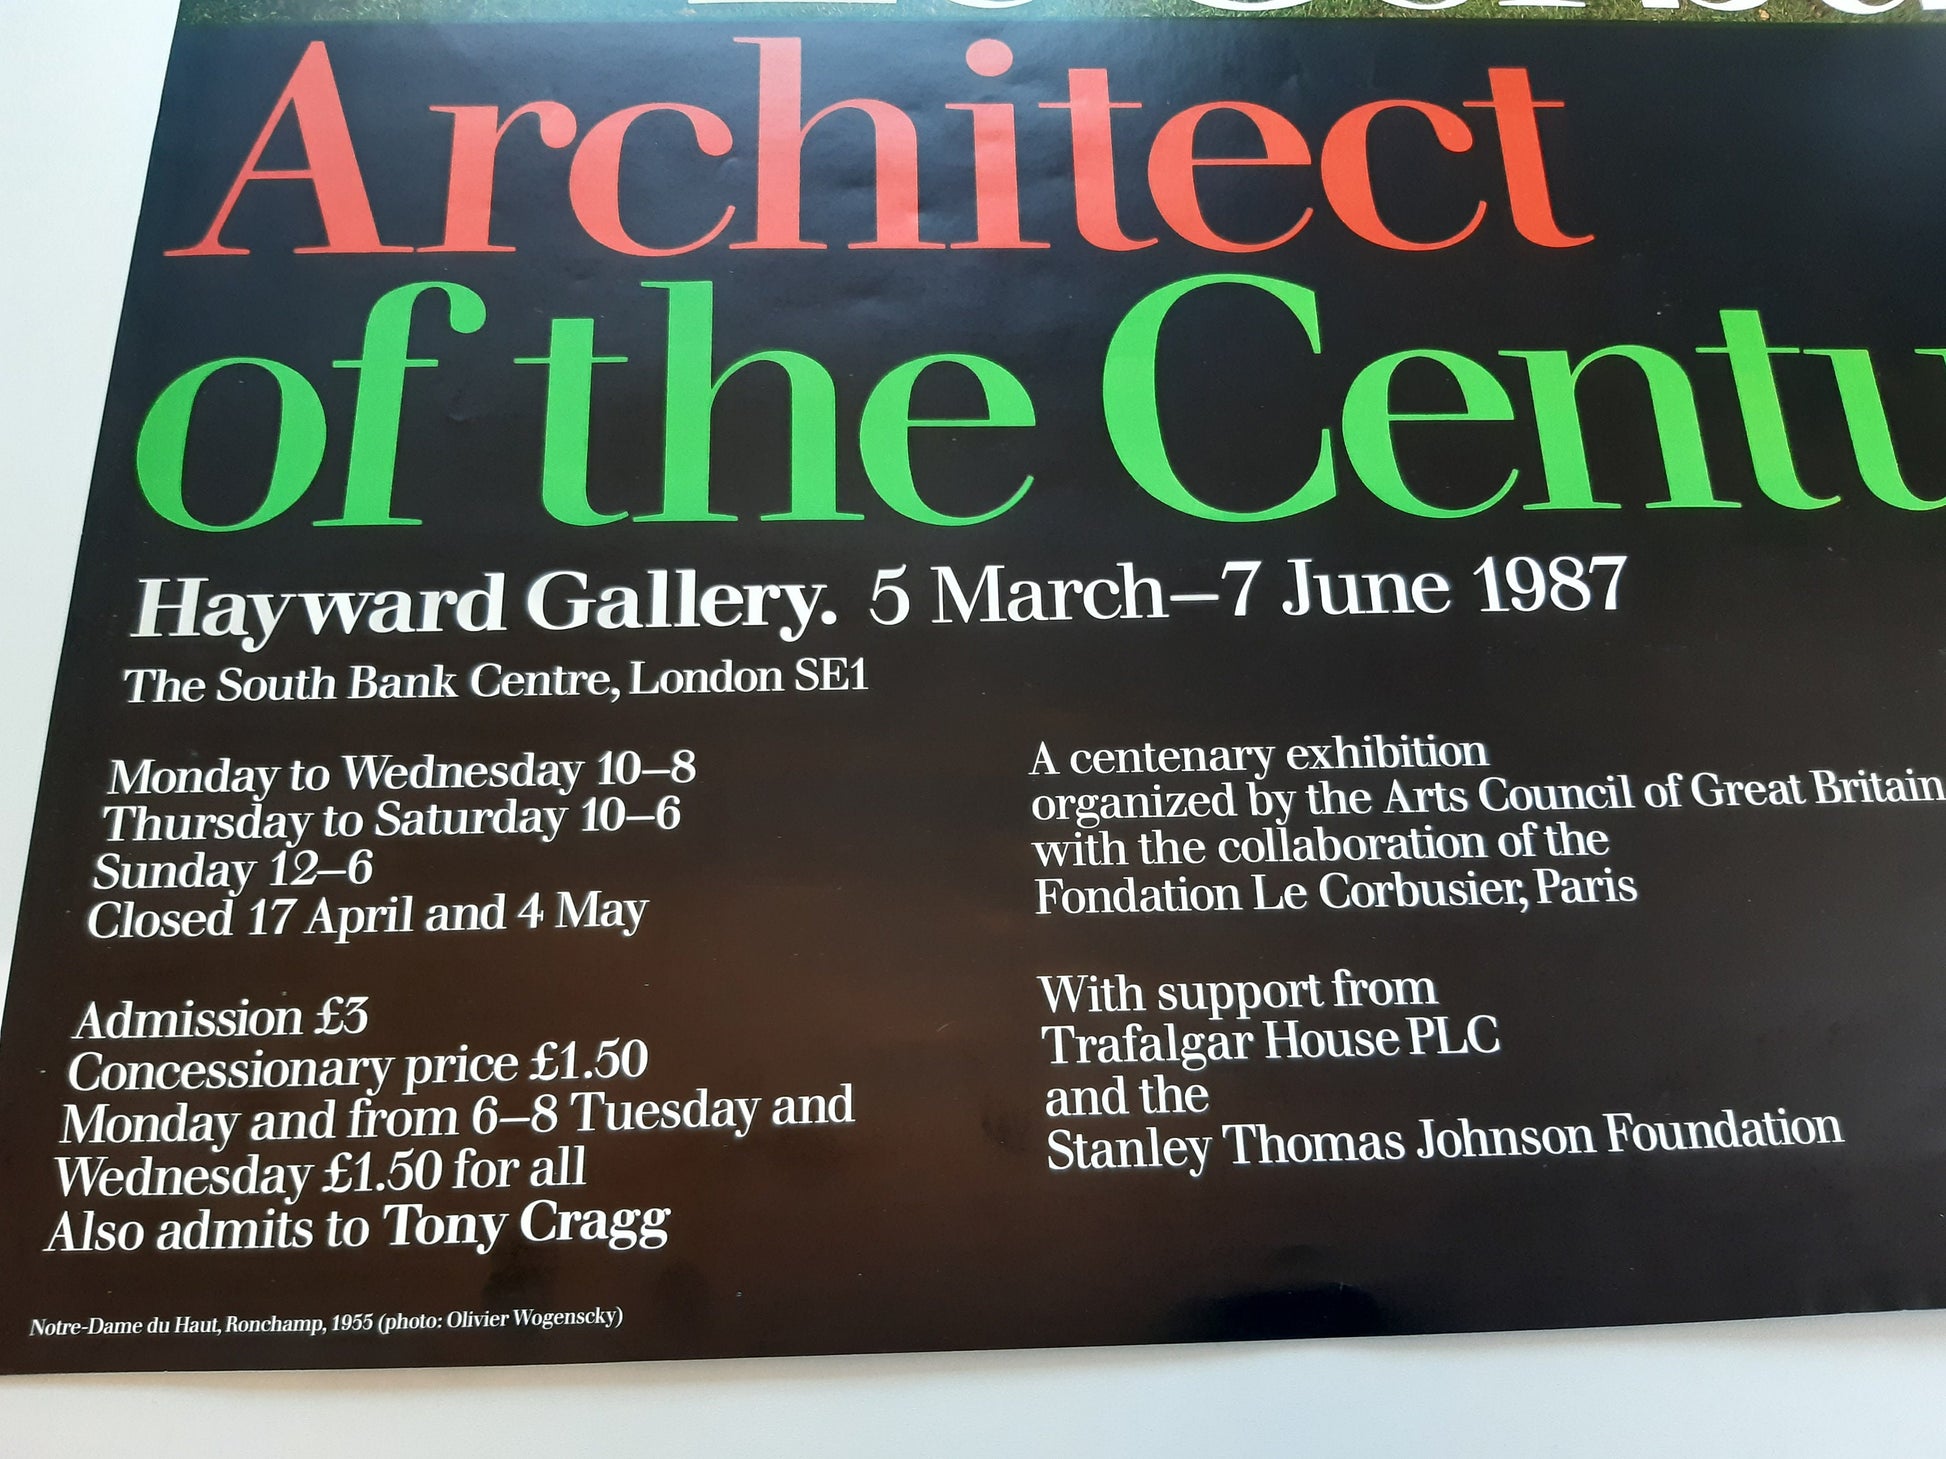 Architect
of the Centu
Hayward Gallery. 5 March–7 June 1987
The South Bank Centre, London SE1
Monday to Wednesday 10–8
Thursday to Saturday 10–6
Sunday 12–6
Closed 17 April and 4 May
Admission £3
Concessionary price £1.50
Monday and from 6–8 Tuesday and
Wednesday £1.50 for all
Also admits to Tony Cragg
A centenary exhibition
organized by the Arts Council of Great Britain
with the collaboration of the
Fondation Le Corbusier, Paris
With support from
Trafalgar House PLC
and the
Stanley Thomas Johnson Foundation
Notre-Dame du Haut, Ronchamp, 1955 (photo: Olivier Wogenscky)